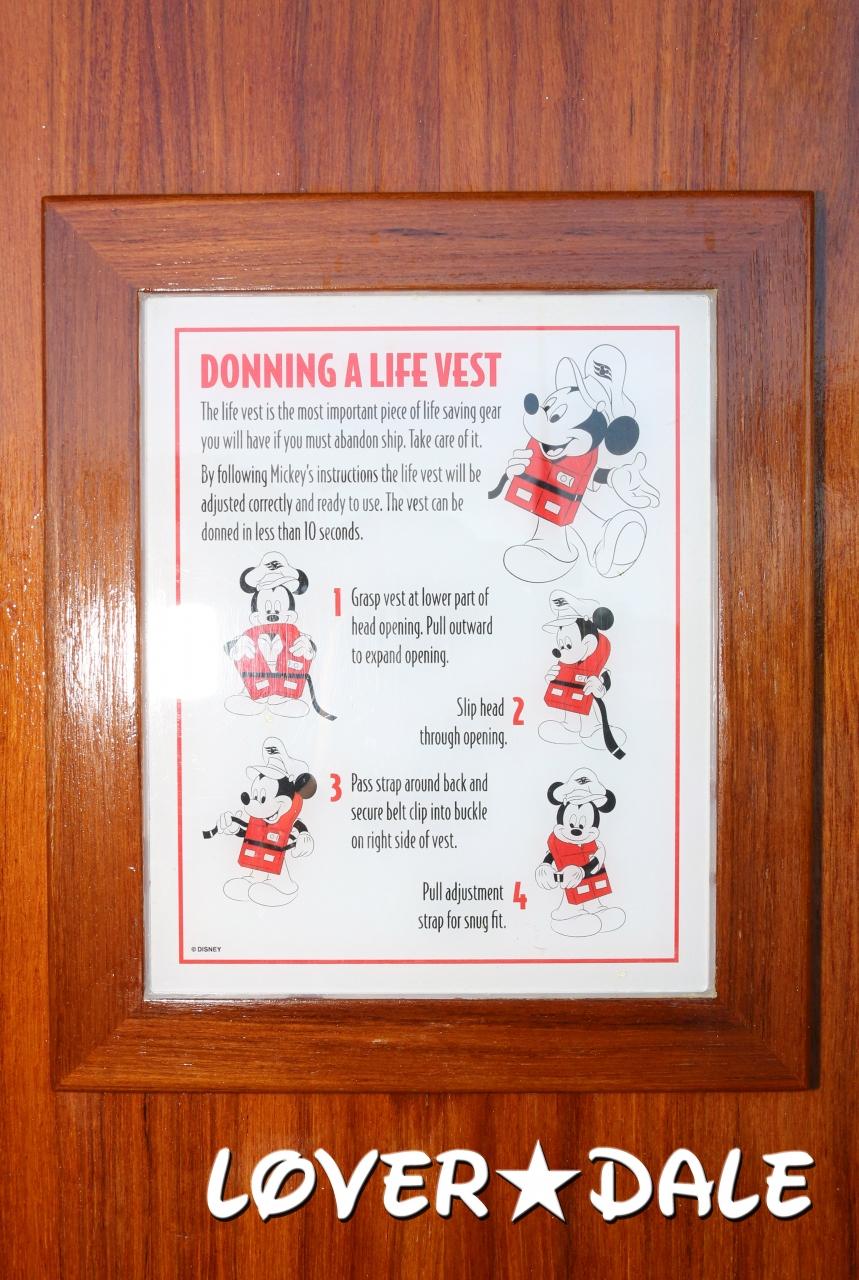 DONNING A LIFE VEST
The life vest is the most important piece of life saving gear
you will have if you must abandon ship. Take care of it.
By following Mickey's instructions the life vest will be
adjusted correctly and ready to use. The vest can be
donned in less than 10 seconds.
1 Grasp vest at lower part of
head opening. Pull outward
to expand opening.
Slip head 2
through opening.
3 Pass strap around back and
secure belt clip into buckle
on right side of vest.
Pull adjustment 4
strap for snug fit.
© DISNEY
LØVER★DALE